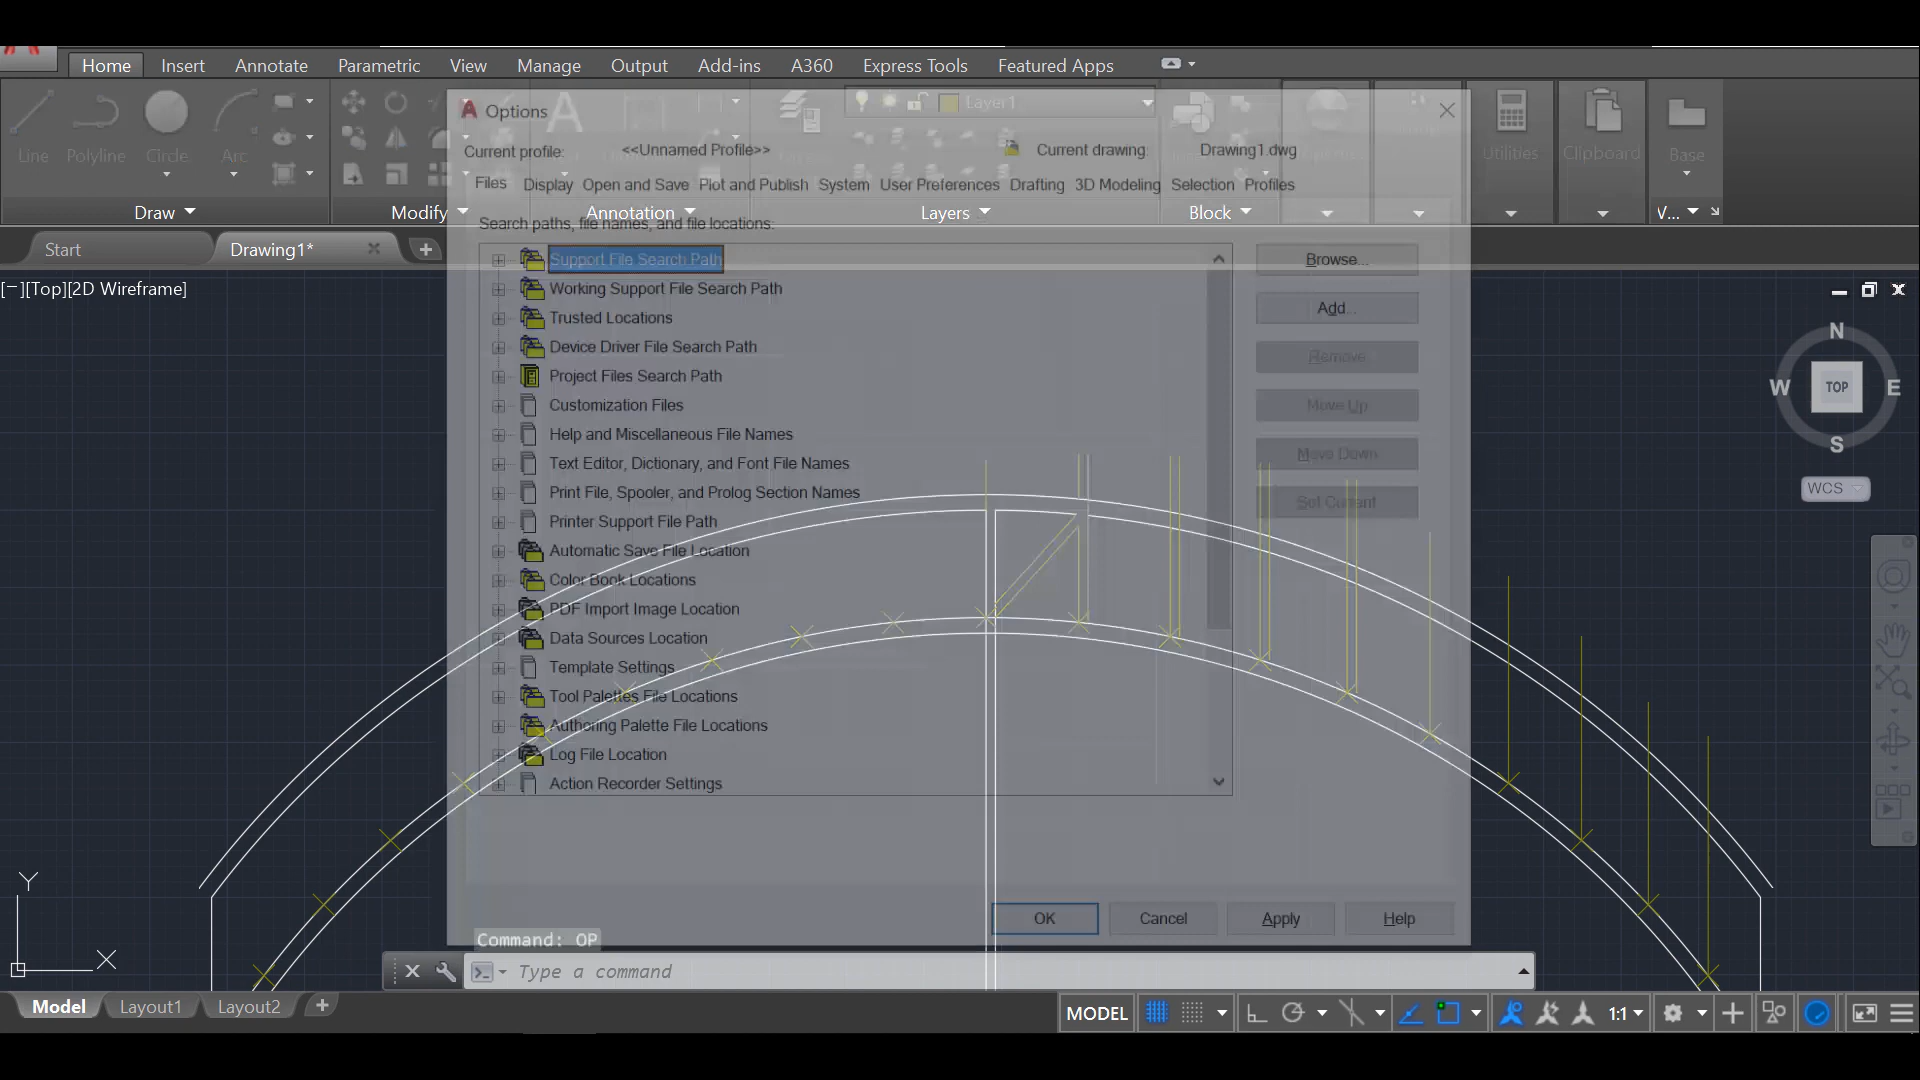 Home Insert Annotate Parametric View Manage Output Add-ins A360 Express Tools Featured Apps
Options
Layer1
Line Polyline Circle Arc
Utilities Clipboard Base
Current profile: <<Unnamed Profile>> Current drawing: Drawing1.dwg
Files Display Open and Save Plot and Publish System User Preferences Drafting 3D Modeling Selection Profiles
Draw Modify Annotation Layers Block V...
Search paths, file names, and file locations:
Start Drawing1*
Support File Search Path
Working Support File Search Path
Trusted Locations
Device Driver File Search Path
Project Files Search Path
Customization Files
Help and Miscellaneous File Names
Text Editor, Dictionary, and Font File Names
Print File, Spooler, and Prolog Section Names
Printer Support File Path
Automatic Save File Location
Color Book Locations
PDF Import Image Location
Data Sources Location
Template Settings
Tool Palettes File Locations
Authoring Palette File Locations
Log File Location
Action Recorder Settings
Browse...
Add...
Remove
Move Up
Move Down
Set Current
[−][Top][2D Wireframe]
N
W TOP E
S
WCS
OK Cancel Apply Help
Y
X
Command: OP
Type a command
Model Layout1 Layout2
MODEL 1:1